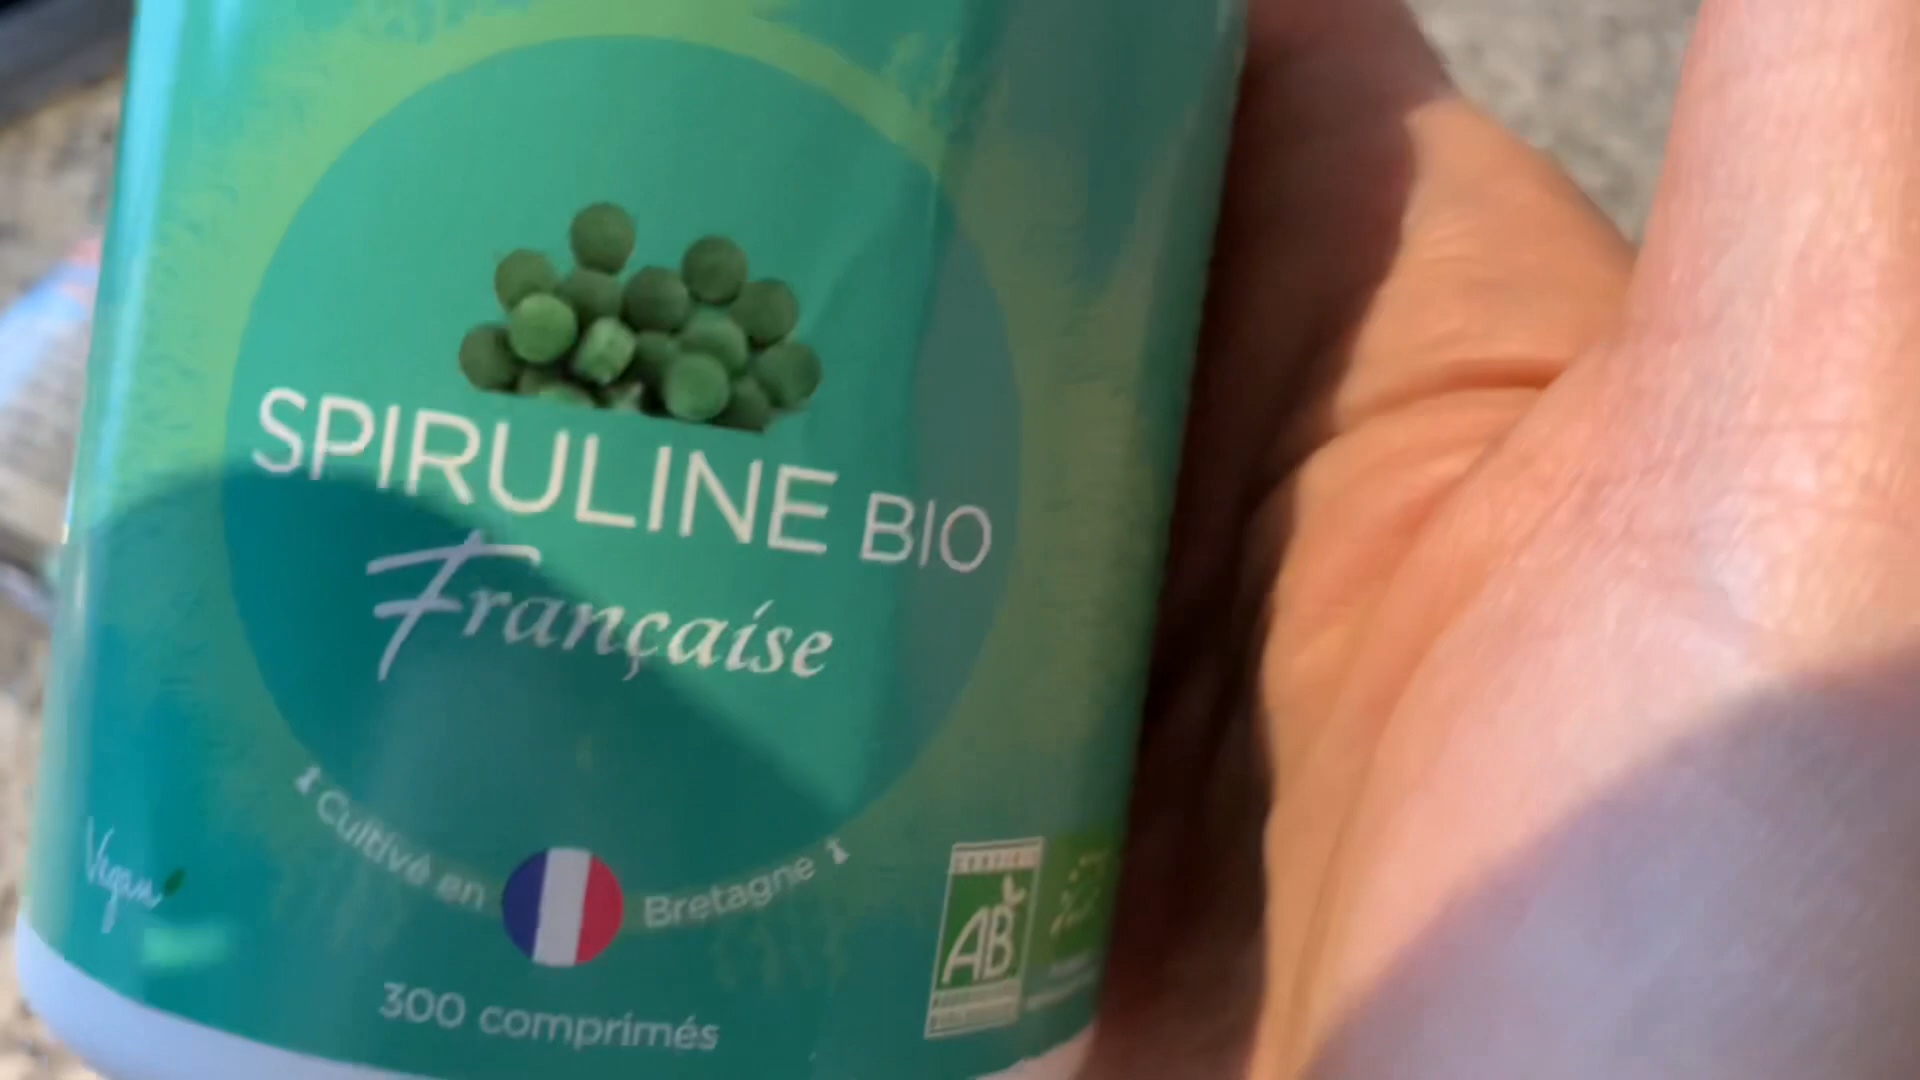 SPIRULINE BIO
Française
Cultivé en Bretagne
Vegan
AB
300 comprimés